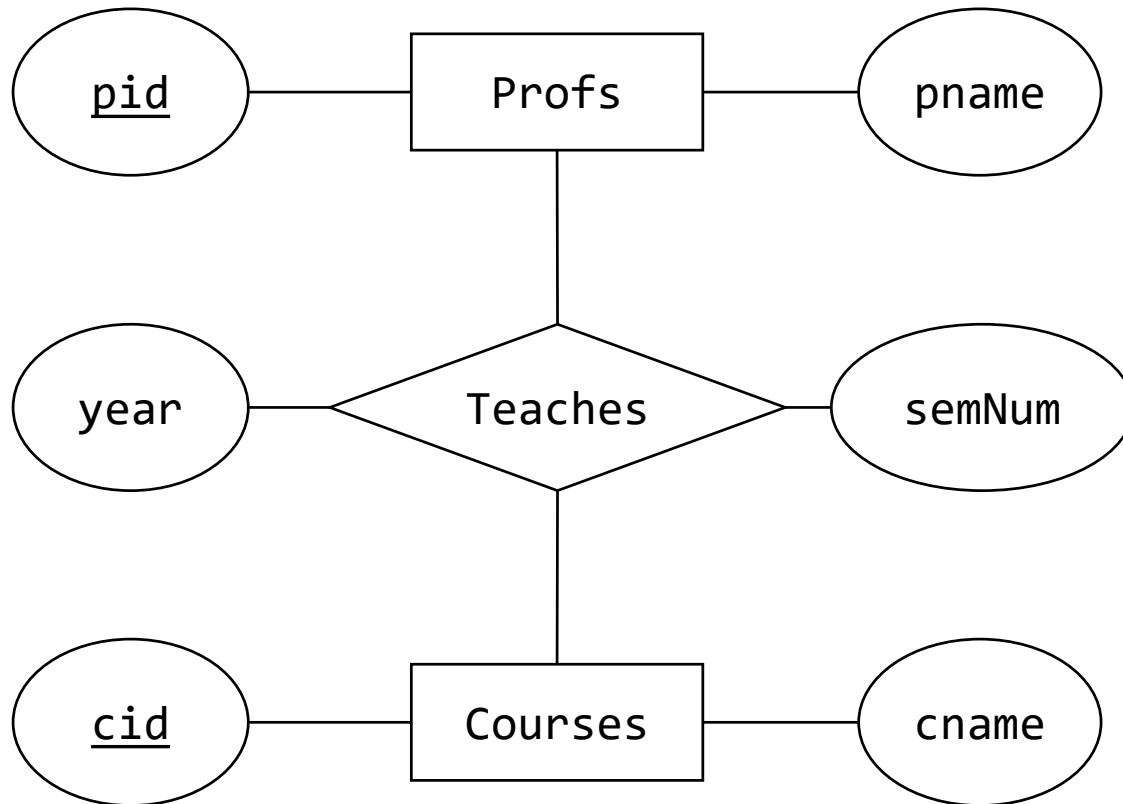 pid
Profs
pname
year
Teaches
semNum
cid
Courses
cname